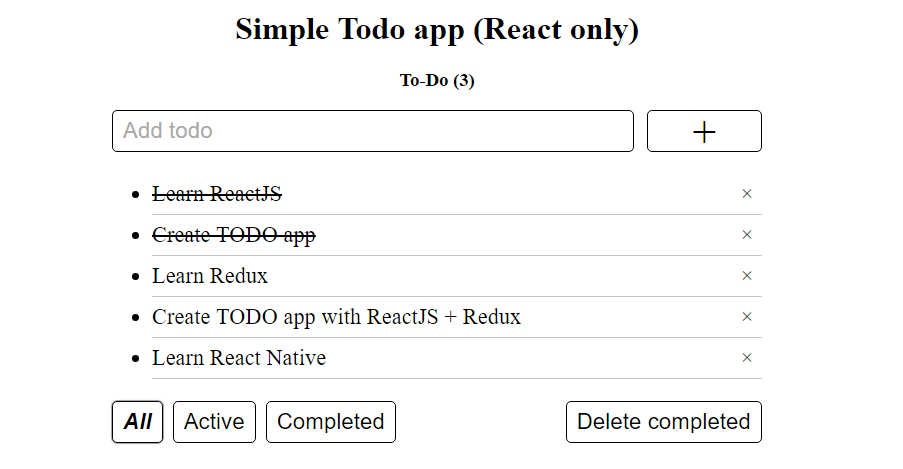 Simple Todo app (React only)
To-Do (3)
Add todo
Learn ReactJS ×
Create TODO app ×
Learn Redux ×
Create TODO app with ReactJS + Redux ×
Learn React Native ×
All Active Completed Delete completed